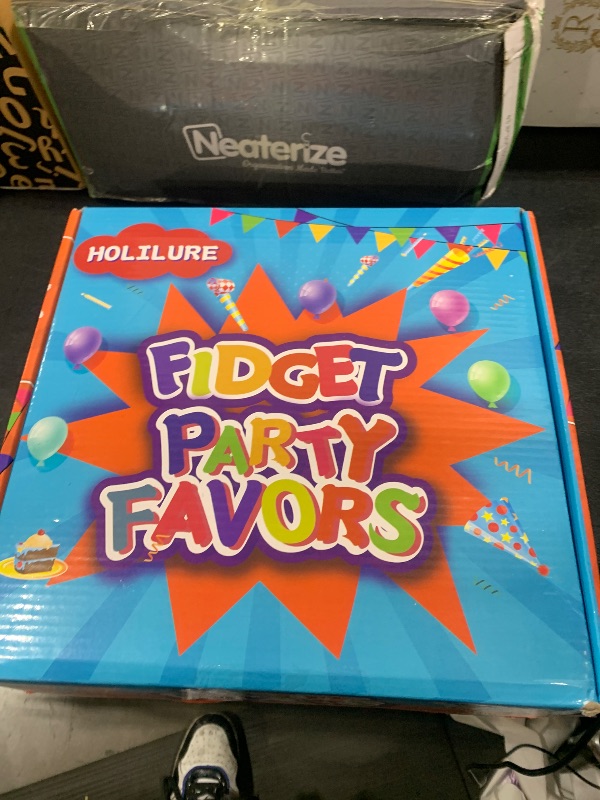 Neaterize
HOLILURE
FIDGET
PARTY
FAVORS